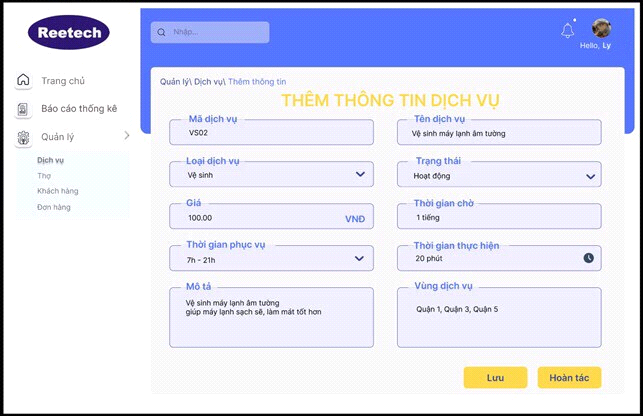 Reetech
Nhập...
Hello, Ly
Trang chủ
Báo cáo thống kê
Quản lý
Dịch vụ
Thợ
Khách hàng
Đơn hàng
Quản lý\ Dịch vụ\ Thêm thông tin
THÊM THÔNG TIN DỊCH VỤ
Mã dịch vụ
VS02
Tên dịch vụ
Vệ sinh máy lạnh âm tường
Loại dịch vụ
Vệ sinh
Trạng thái
Hoạt động
Giá
100.00 VNĐ
Thời gian chờ
1 tiếng
Thời gian phục vụ
7h - 21h
Thời gian thực hiện
20 phút
Mô tả
Vệ sinh máy lạnh âm tường
giúp máy lạnh sạch sẽ, làm mát tốt hơn
Vùng dịch vụ
Quận 1, Quận 3, Quận 5
Lưu
Hoàn tác